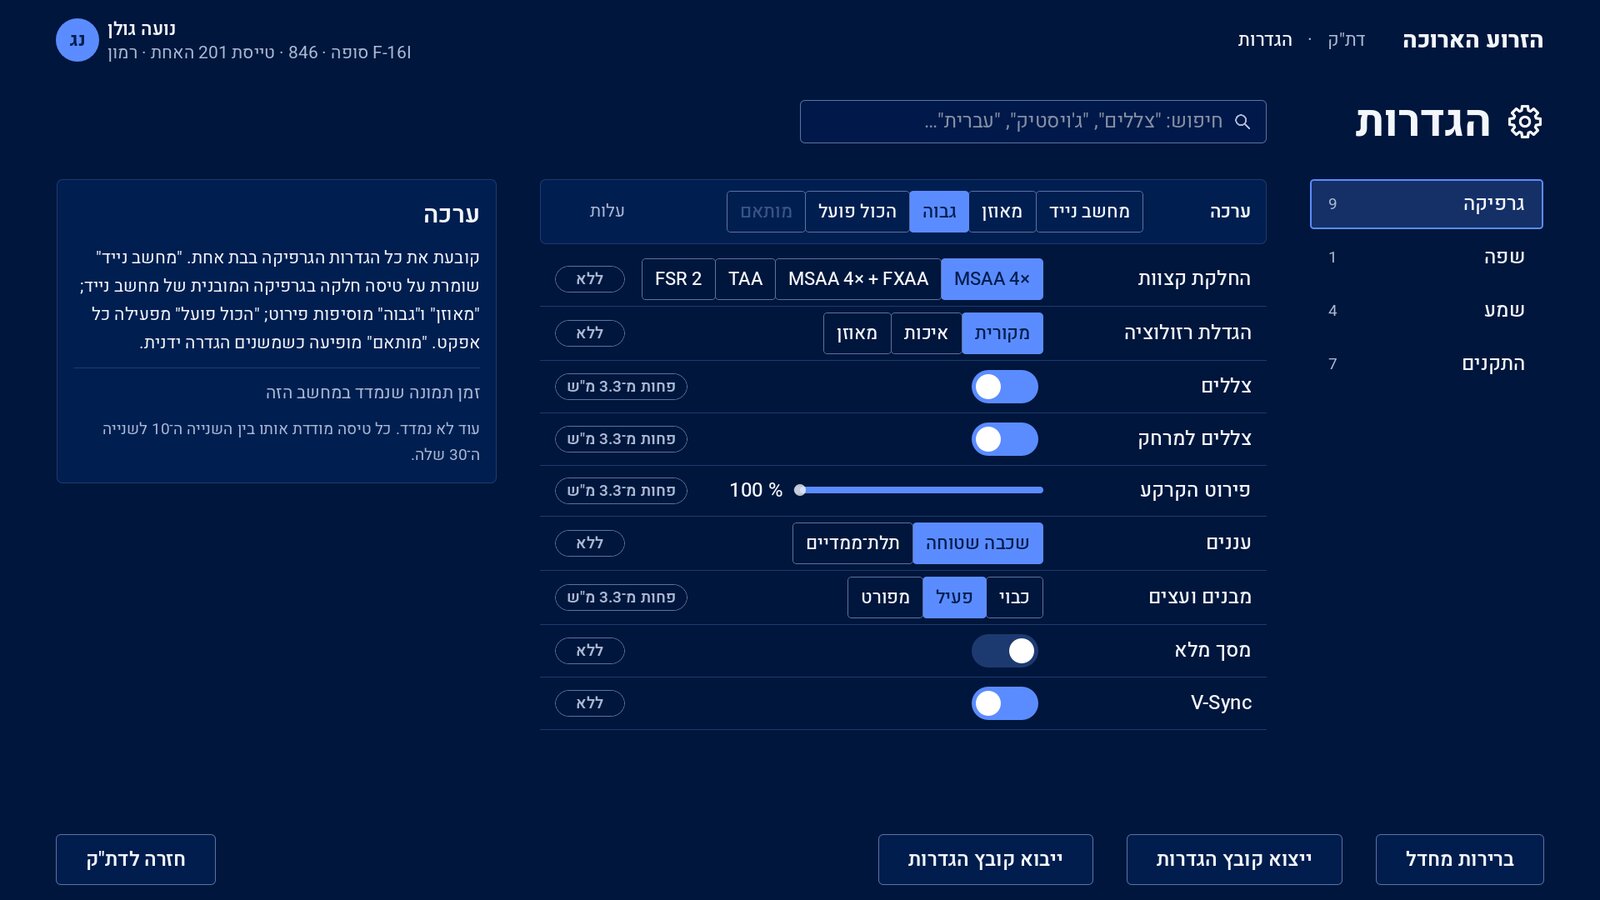 הזרוע הארוכה
דת"ק · הגדרות
נועה גולן
F-16I סופה · 846 · טייסת 201 האחת · רמון
נג
הגדרות
חיפוש: "צללים", "ג'ויסטיק", "עברית"...
גרפיקה 9
שפה 1
שמע 4
התקנים 7
ערכה מחשב נייד מאוזן גבוה הכול פועל מותאם עלות
החלקת קצוות MSAA 4× MSAA 4× + FXAA TAA FSR 2 ללא
הגדלת רזולוציה מקורית איכות מאוזן ללא
צללים פחות מ־3.3 מ"ש
צללים למרחק פחות מ־3.3 מ"ש
פירוט הקרקע 100 % פחות מ־3.3 מ"ש
עננים שכבה שטוחה תלת־ממדיים ללא
מבנים ועצים כבוי פעיל מפורט פחות מ־3.3 מ"ש
מסך מלא ללא
V-Sync ללא
ערכה
קובעת את כל הגדרות הגרפיקה בבת אחת. "מחשב נייד"
שומרת על טיסה חלקה בגרפיקה המובנית של מחשב נייד;
"מאוזן" ו"גבוה" מוסיפות פירוט; "הכול פועל" מפעילה כל
אפקט. "מותאם" מופיעה כשמשנים הגדרה ידנית.
זמן תמונה שנמדד במחשב הזה
עוד לא נמדד. כל טיסה מודדת אותו בין השנייה ה־10 לשנייה
ה־30 שלה.
ברירות מחדל
ייצוא קובץ הגדרות
ייבוא קובץ הגדרות
חזרה לדת"ק